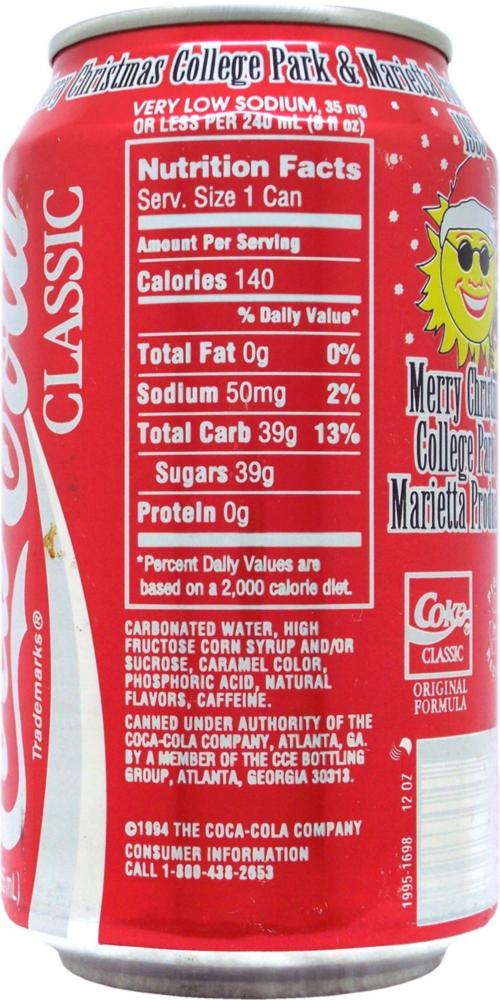 Christmas College Park & Marietta
VERY LOW SODIUM, 35 mg
OR LESS PER 240 mL (8 fl oz)
1995
Nutrition Facts
Serv. Size 1 Can
Amount Per Serving
Calories 140
% Daily Value*
Total Fat 0g 0%
Sodium 50mg 2%
Total Carb 39g 13%
Sugars 39g
Protein 0g
*Percent Daily Values are
based on a 2,000 calorie diet.
CARBONATED WATER, HIGH
FRUCTOSE CORN SYRUP AND/OR
SUCROSE, CARAMEL COLOR,
PHOSPHORIC ACID, NATURAL
FLAVORS, CAFFEINE.
CANNED UNDER AUTHORITY OF THE
COCA-COLA COMPANY, ATLANTA, GA.
BY A MEMBER OF THE CCE BOTTLING
GROUP, ATLANTA, GEORGIA 30313.
©1994 THE COCA-COLA COMPANY
CONSUMER INFORMATION
CALL 1-800-438-2653
CLASSIC
Trademarks®
mL)
Merry
College
Marietta
Coke®
CLASSIC
ORIGINAL
FORMULA
1995-1698 12 OZ